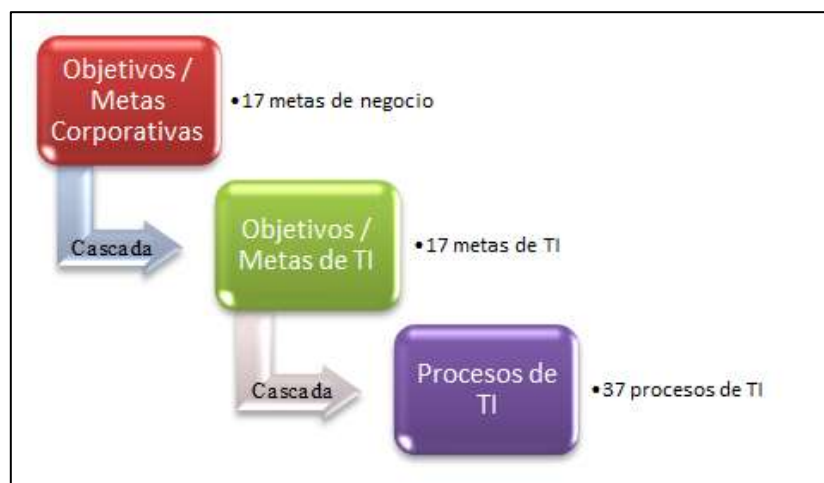 Objetivos /
Metas
Corporativas
•17 metas de negocio
Cascada
Objetivos /
Metas de TI
•17 metas de TI
Cascada
Procesos de
TI
•37 procesos de TI